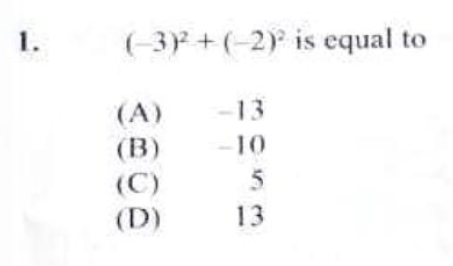 1. (-3)² + (-2)² is equal to
(A) -13
(B) -10
(C) 5
(D) 13